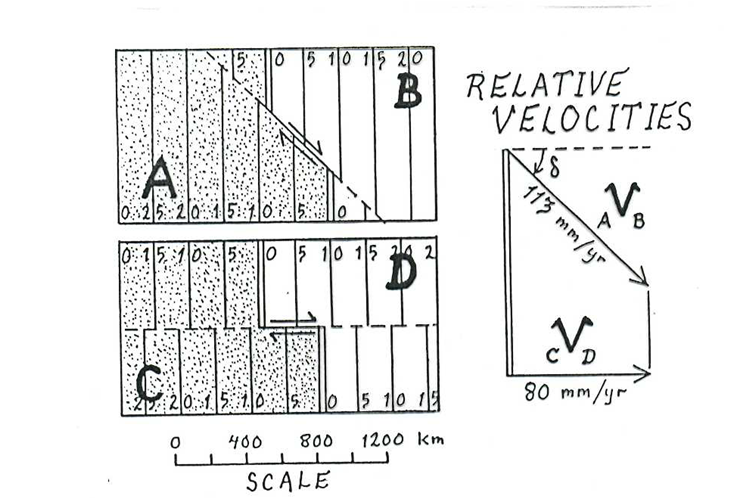 5 0 5 10 15 20
B
A
0 25 20 15 10 5 0
0 15 10 5 0 5 10 15 20 2
D
C
25 20 15 10 5 0 5 10 15
0 400 800 1200 km
SCALE
RELATIVE
VELOCITIES
δ
113 mm/yr
A V B
C V D
80 mm/yr